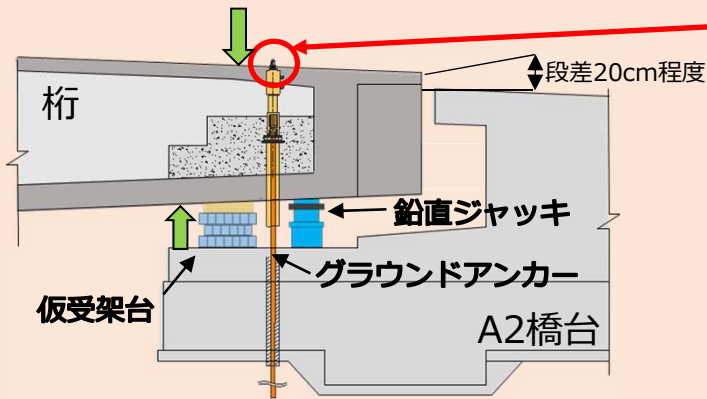 段差20cm程度
桁
鉛直ジャッキ
グラウンドアンカー
仮受架台
A2橋台